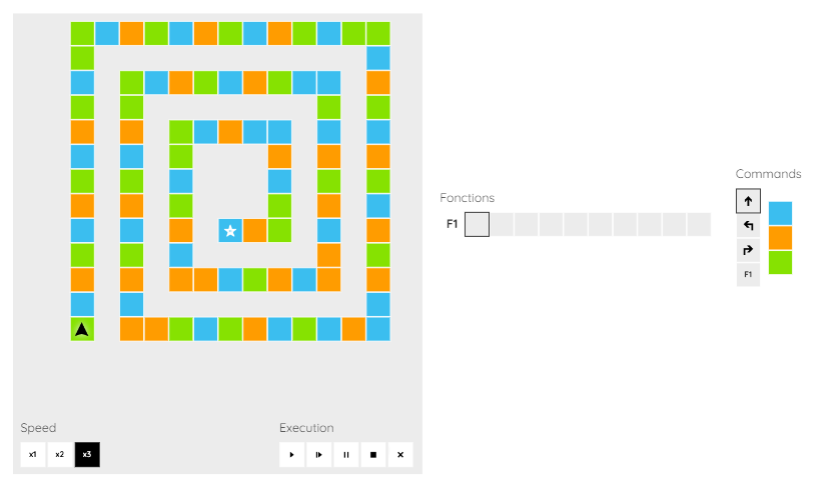 Commands
Fonctions
F1
F1
Speed
Execution
x1 x2 x3